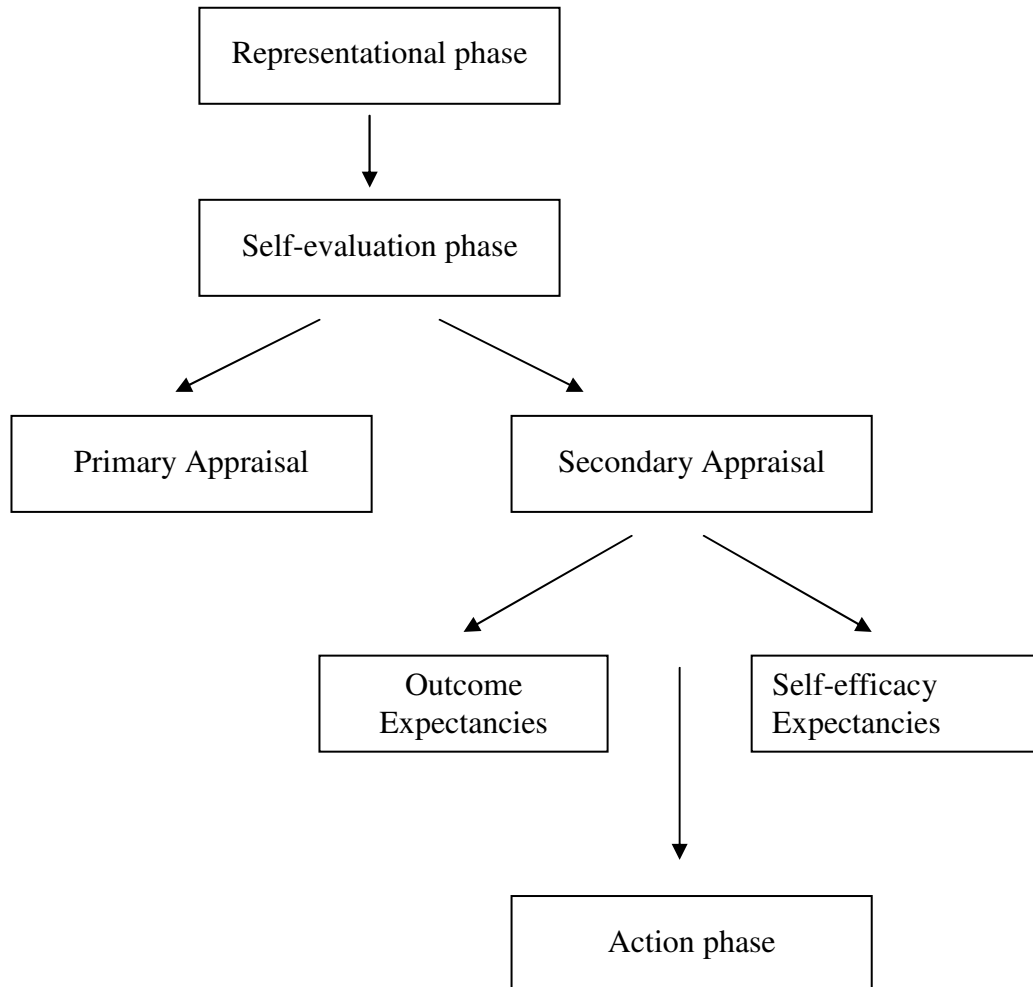 Representational phase
Self-evaluation phase
Primary Appraisal
Secondary Appraisal
Outcome
Expectancies
Self-efficacy
Expectancies
Action phase